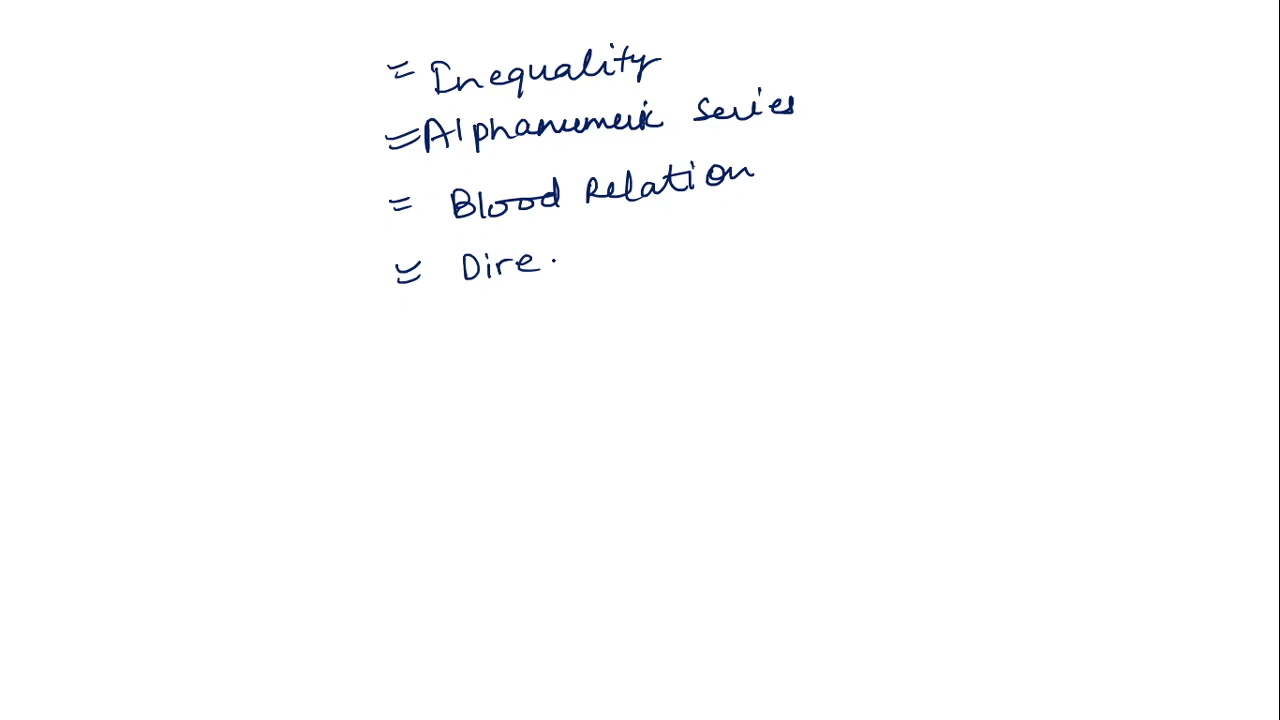 = Inequality
= Alphanumeric Series
= Blood Relation
= Dire.